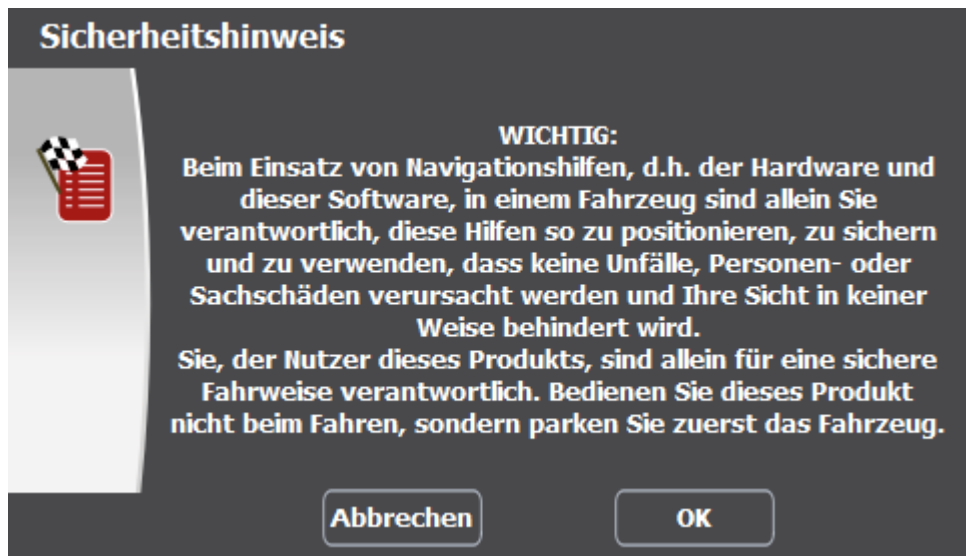 Sicherheitshinweis
WICHTIG:
Beim Einsatz von Navigationshilfen, d.h. der Hardware und
dieser Software, in einem Fahrzeug sind allein Sie
verantwortlich, diese Hilfen so zu positionieren, zu sichern
und zu verwenden, dass keine Unfälle, Personen- oder
Sachschäden verursacht werden und Ihre Sicht in keiner
Weise behindert wird.
Sie, der Nutzer dieses Produkts, sind allein für eine sichere
Fahrweise verantwortlich. Bedienen Sie dieses Produkt
nicht beim Fahren, sondern parken Sie zuerst das Fahrzeug.
Abbrechen
OK